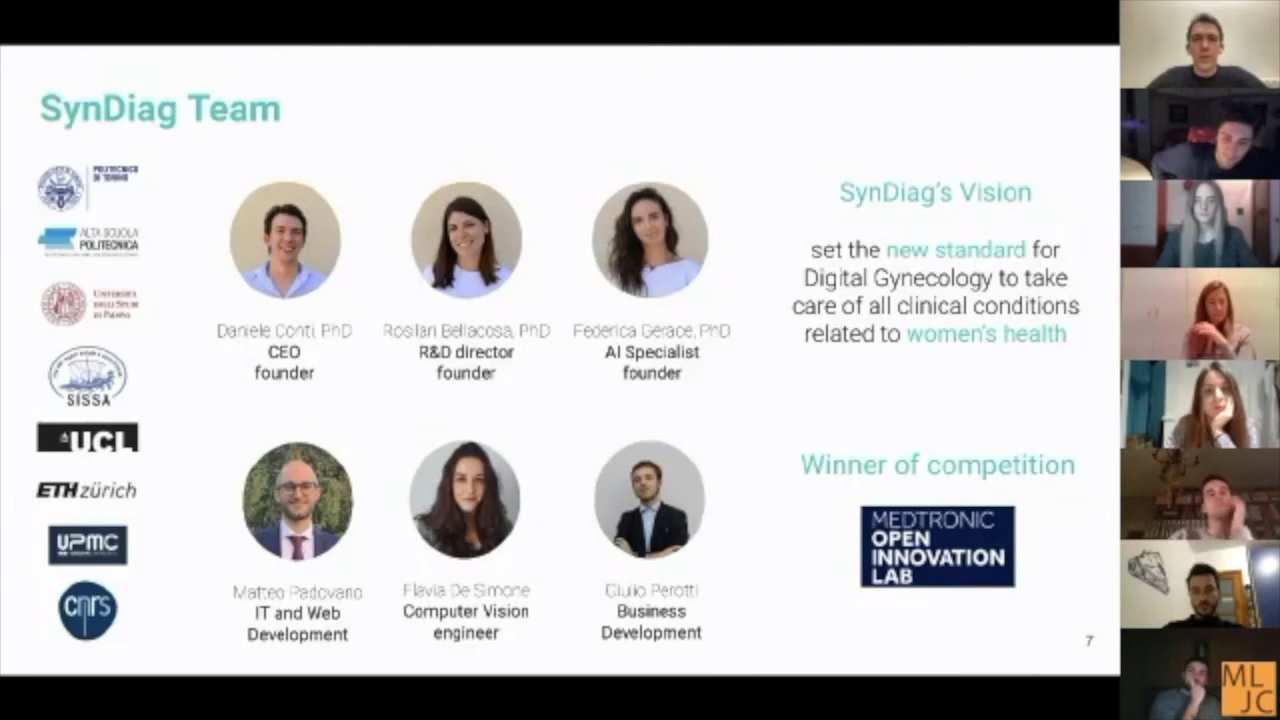 SynDiag Team
POLITECNICO
DI TORINO
ALTA SCUOLA
POLITECNICA
UNIVERSITÀ
DEGLI STUDI
DI PADOVA
SISSA
UCL
ETH zürich
UPMC
cnrs
Daniele Conti, PhD
CEO
founder
Rosilari Bellacosa, PhD
R&D director
founder
Federica Gerace, PhD
AI Specialist
founder
Matteo Padovano
IT and Web
Development
Flavia De Simone
Computer Vision
engineer
Giulio Perotti
Business
Development
SynDiag's Vision
set the new standard for
Digital Gynecology to take
care of all clinical conditions
related to women's health
Winner of competition
MEDTRONIC
OPEN
INNOVATION
LAB
7
ML
JC